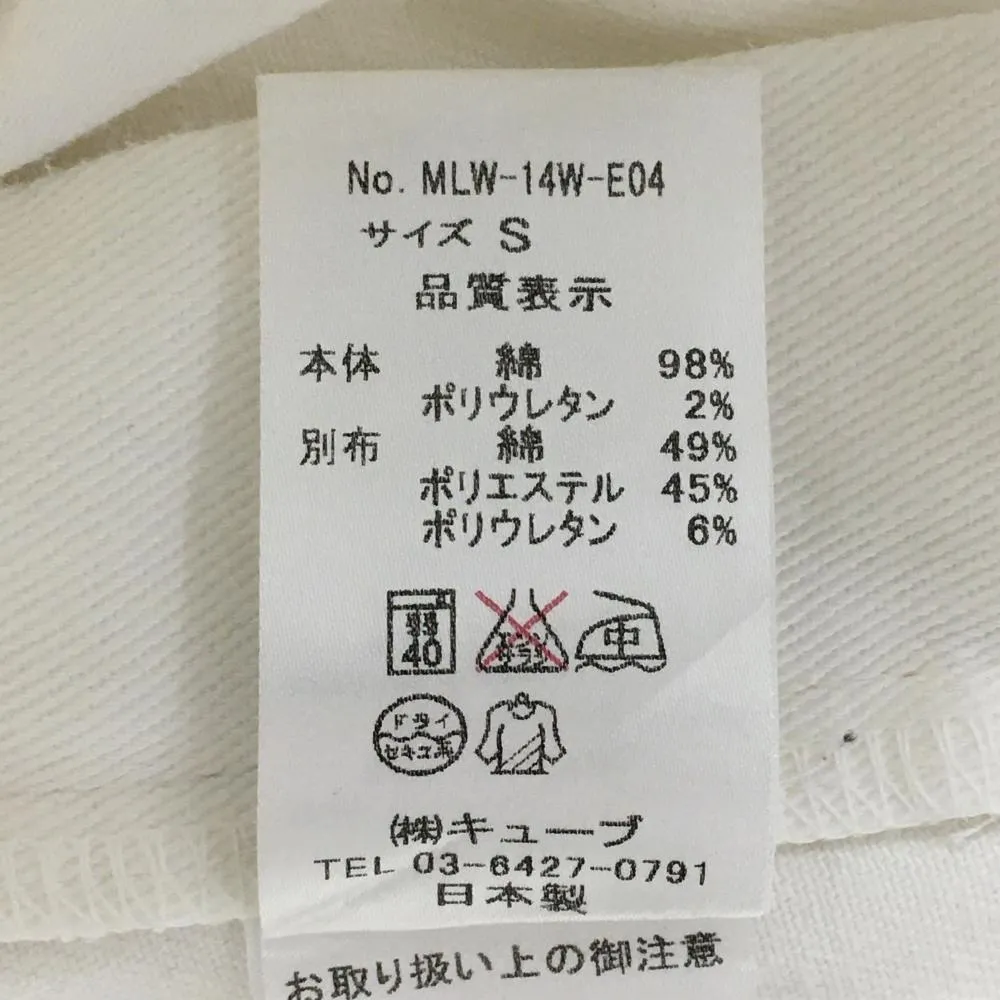 No. MLW-14W-E04
サイズ S
品質表示
本体 綿 98%
ポリウレタン 2%
別布 綿 49%
ポリエステル 45%
ポリウレタン 6%
40
中
ドライ
セキユ系
(株)キューブ
TEL 03-6427-0791
日本製
お取り扱い上の御注意